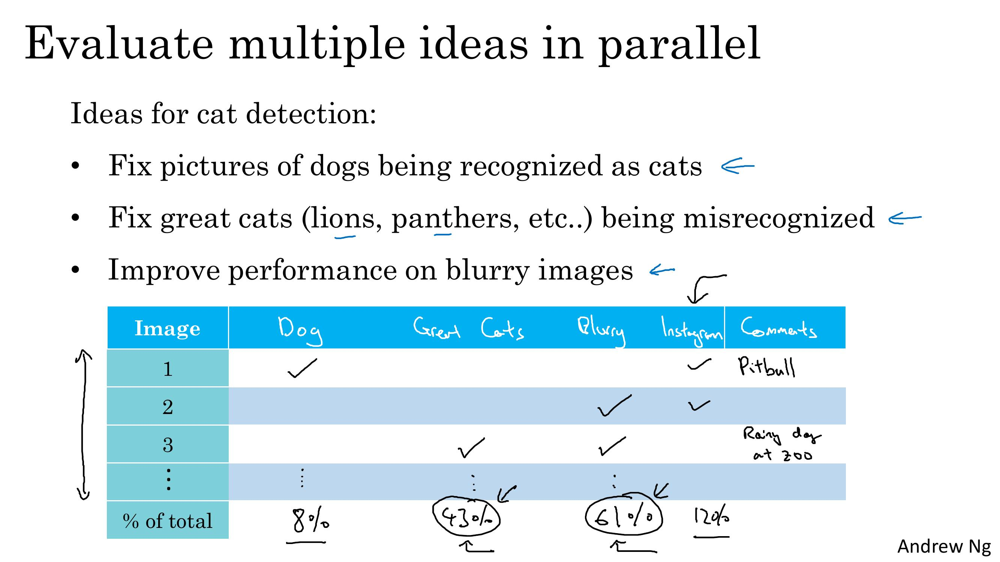 Evaluate multiple ideas in parallel
Ideas for cat detection:
• Fix pictures of dogs being recognized as cats ←
• Fix great cats (lions, panthers, etc..) being misrecognized ←
• Improve performance on blurry images ←
Image Dog Great Cats Blurry Instagram Comments
1 ✓ ✓ Pitbull
2 ✓ ✓
3 ✓ ✓ Rainy day
at zoo
⋮ ⋮ ⋮ ⋮
% of total 8% 43% 61% 12%
Andrew Ng